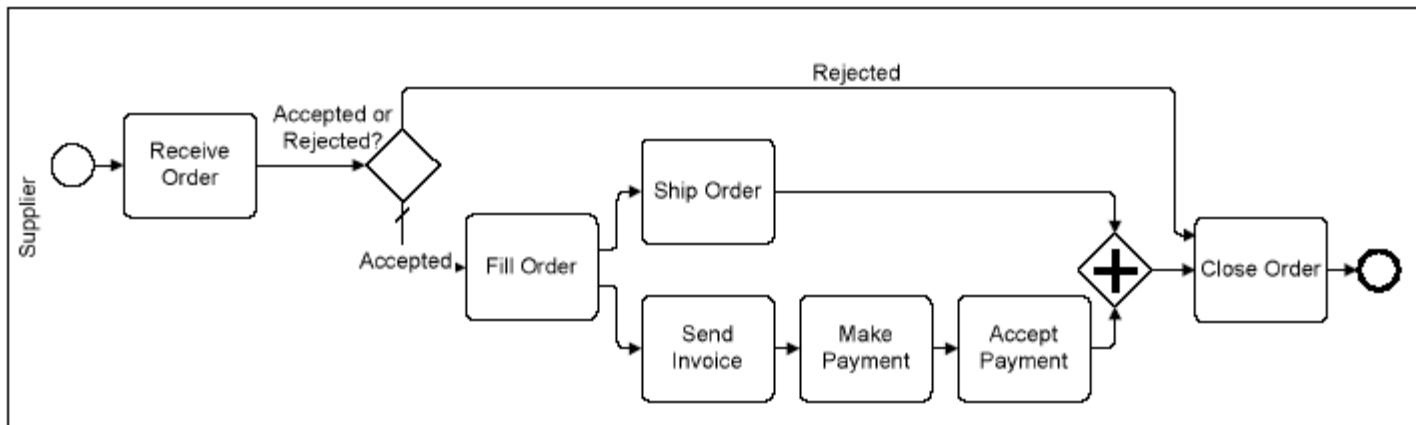 Supplier
Receive
Order
Accepted or
Rejected?
Rejected
Accepted
Fill Order
Ship Order
Send
Invoice
Make
Payment
Accept
Payment
Close Order